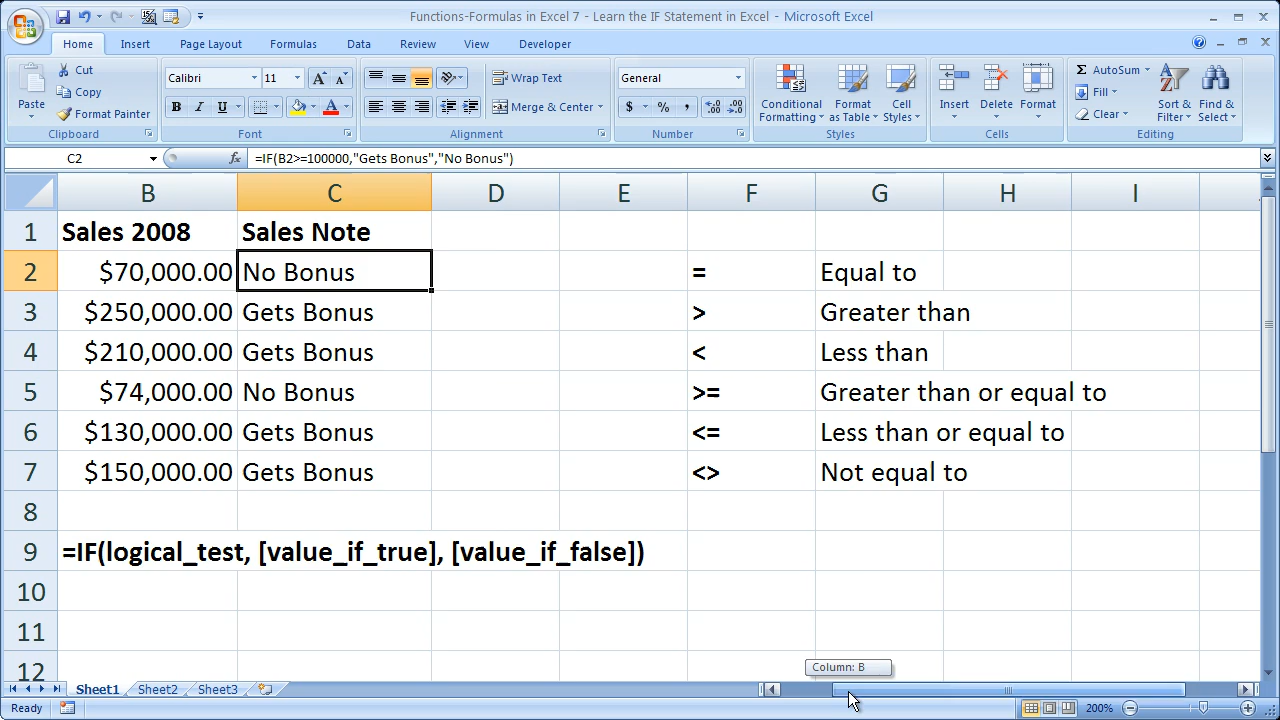 Functions-Formulas in Excel 7 - Learn the IF Statement in Excel - Microsoft Excel
Home Insert Page Layout Formulas Data Review View Developer
Cut
Copy
Format Painter
Paste
Clipboard
Calibri 11
B I U
Font
Wrap Text
Merge & Center
Alignment
General
$ % ,
Number
Conditional Formatting
Format as Table
Cell Styles
Styles
Insert Delete Format
Cells
Σ AutoSum
Fill
Clear
Sort & Filter
Find & Select
Editing
C2 fx =IF(B2>=100000,"Gets Bonus","No Bonus")
B C D E F G H I
1 Sales 2008 Sales Note
2 $70,000.00 No Bonus = Equal to
3 $250,000.00 Gets Bonus > Greater than
4 $210,000.00 Gets Bonus < Less than
5 $74,000.00 No Bonus >= Greater than or equal to
6 $130,000.00 Gets Bonus <= Less than or equal to
7 $150,000.00 Gets Bonus <> Not equal to
8
9 =IF(logical_test, [value_if_true], [value_if_false])
10
11
12
Column: B
Sheet1 Sheet2 Sheet3
Ready 200%